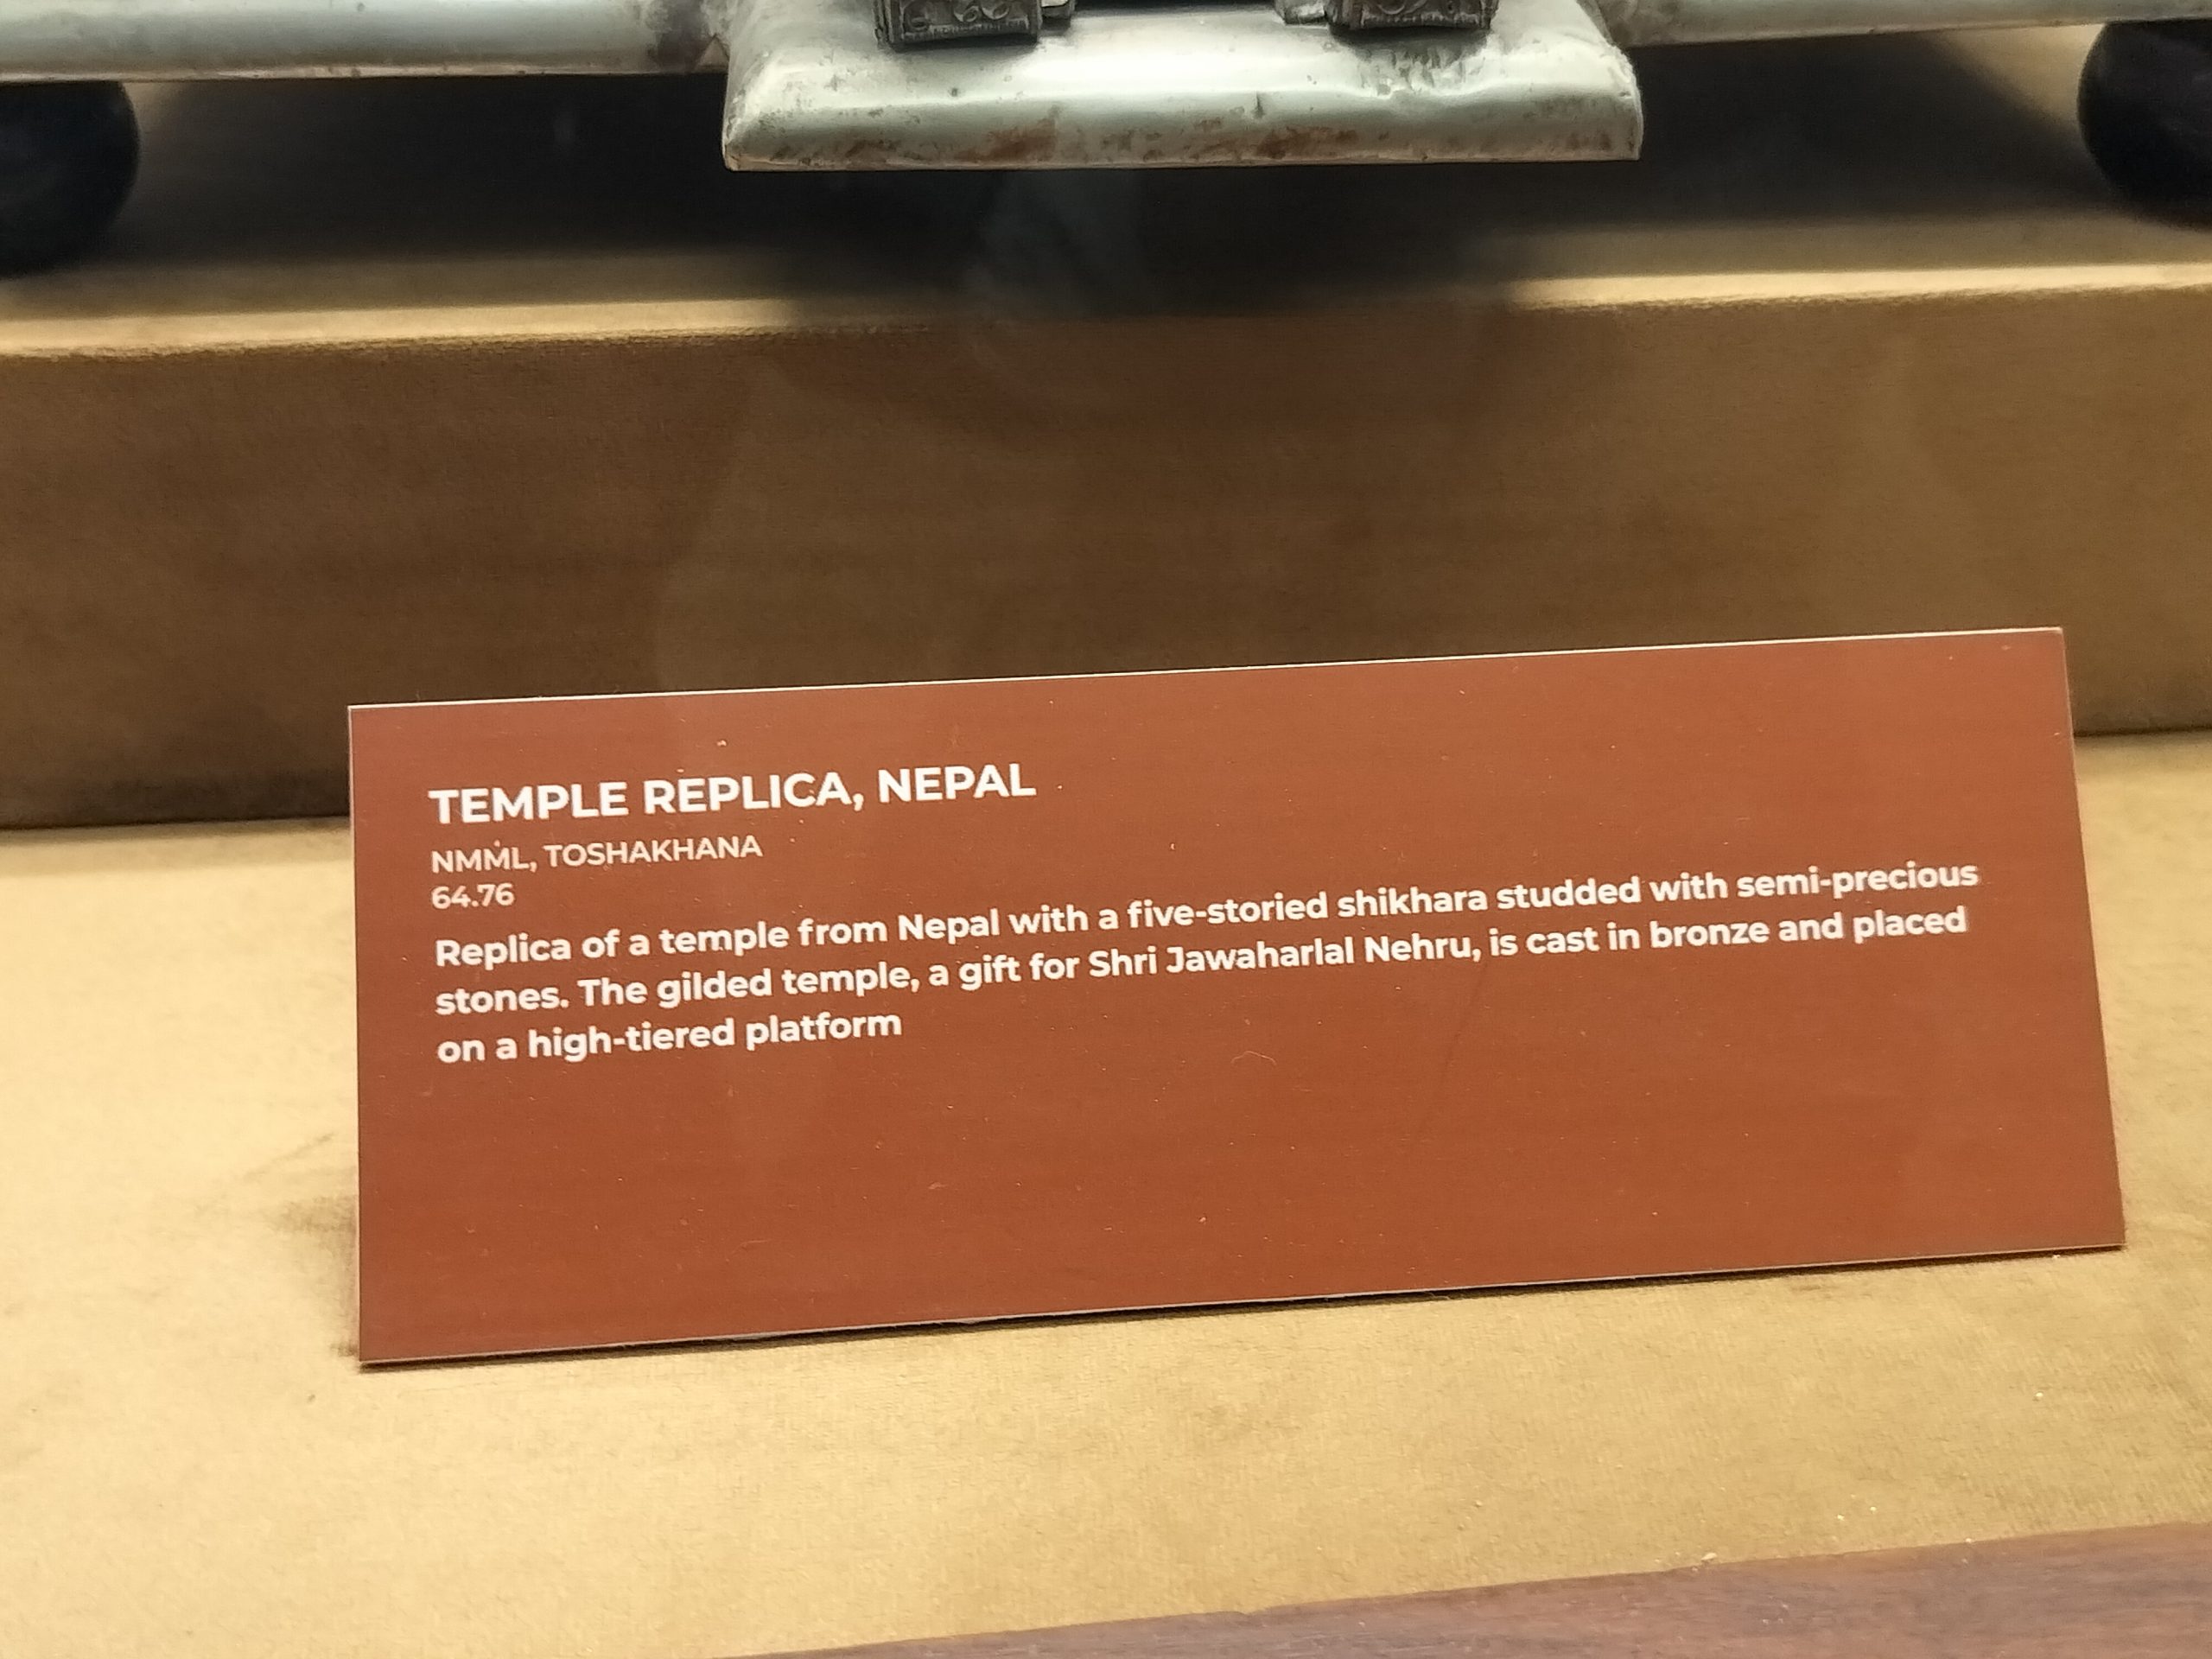 TEMPLE REPLICA, NEPAL
NMML, TOSHAKHANA
64.76
Replica of a temple from Nepal with a five-storied shikhara studded with semi-precious
stones. The gilded temple, a gift for Shri Jawaharlal Nehru, is cast in bronze and placed
on a high-tiered platform